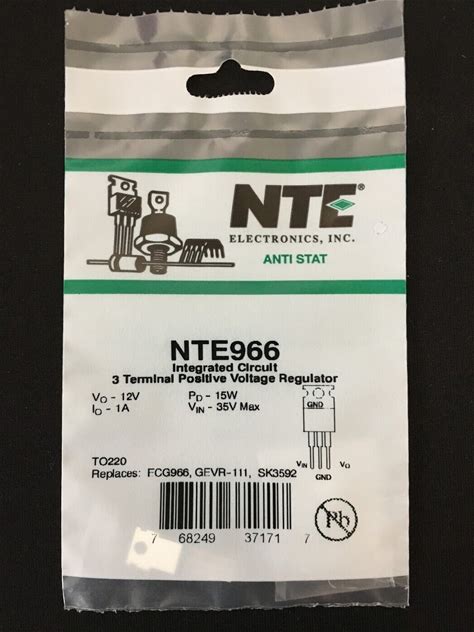 NTE®
ELECTRONICS, INC.
ANTI STAT
NTE966
Integrated Circuit
3 Terminal Positive Voltage Regulator
VO - 12V PD - 15W
IO - 1A VIN - 35V Max
GND
VIN VO
GND
TO220
Replaces: FCG966, GEVR-111, SK3592
Pb
7 68249 37171 7